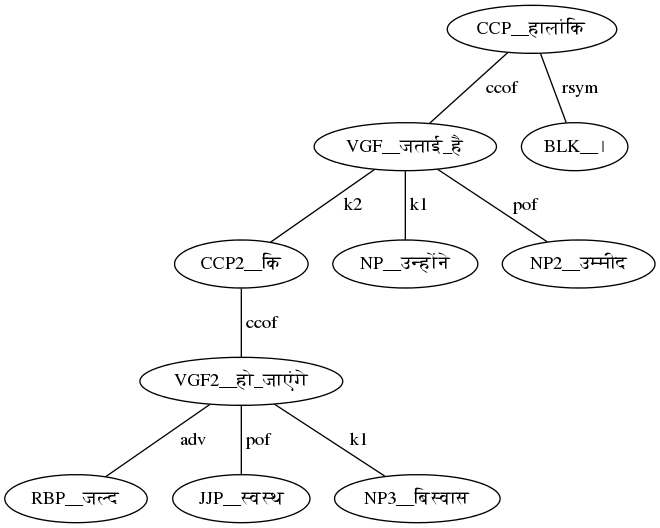 CCP__हालांकि
ccof rsym
VGF__जताई_है BLK__।
k2 k1 pof
CCP2__कि NP__उन्होंने NP2__उम्मीद
ccof
VGF2__हो_जाएंगे
adv pof k1
RBP__जल्द JJP__स्वस्थ NP3__बिस्वास